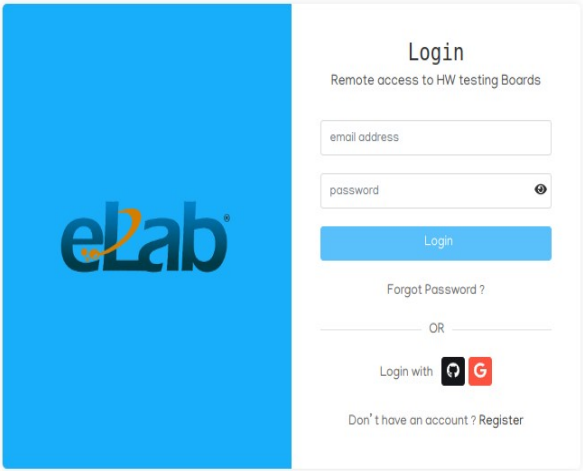 eLab®
Login
Remote access to HW testing Boards
email address
password
Login
Forgot Password ?
OR
Login with G
Don't have an account ? Register